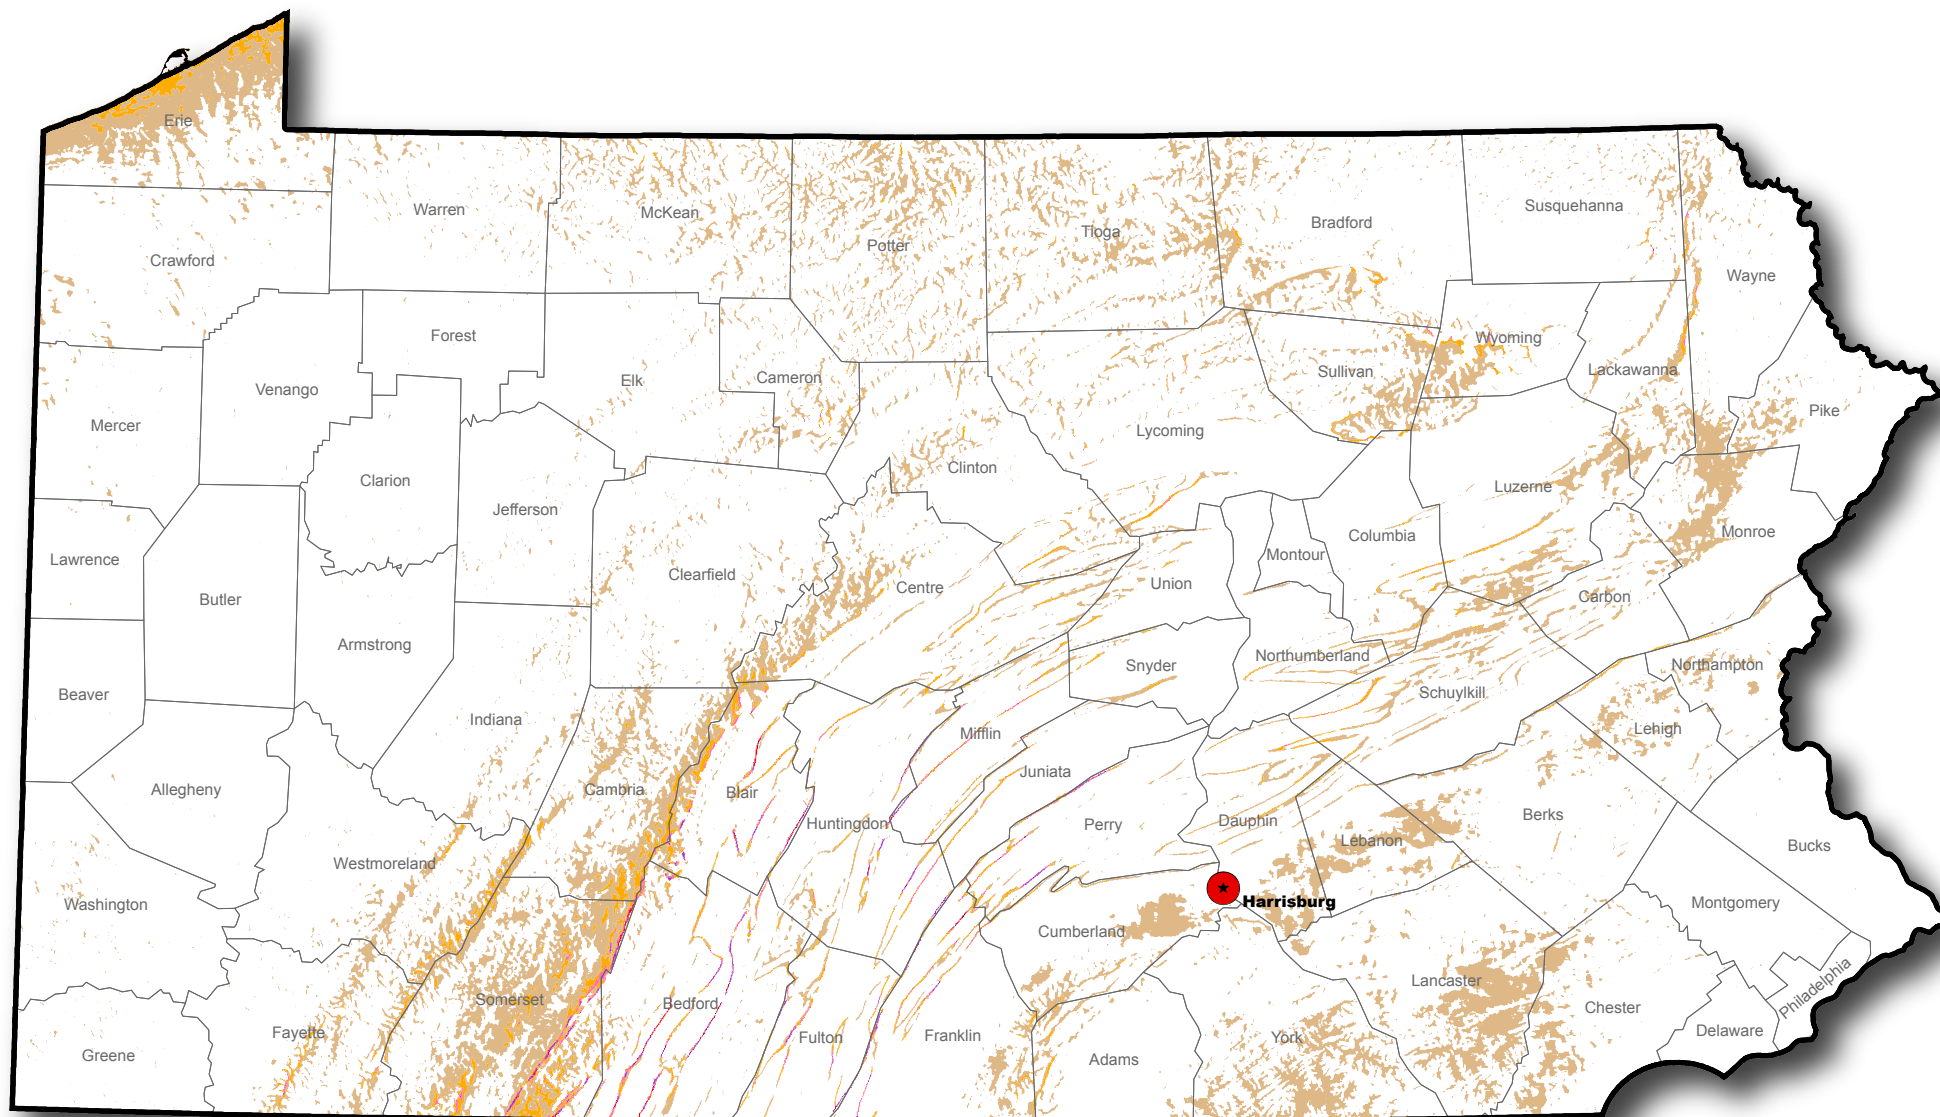 Erie
Warren
McKean
Potter
Tioga
Bradford
Susquehanna
Wayne
Crawford
Forest
Wyoming
Venango
Elk
Cameron
Sullivan
Lackawanna
Mercer
Lycoming
Pike
Clarion
Clinton
Luzerne
Jefferson
Columbia
Monroe
Lawrence
Montour
Butler
Clearfield
Centre
Union
Carbon
Armstrong
Snyder
Northumberland
Northampton
Beaver
Indiana
Schuylkill
Lehigh
Mifflin
Juniata
Allegheny
Cambria
Blair
Huntingdon
Perry
Dauphin
Berks
Westmoreland
Lebanon
Bucks
Washington
Harrisburg
Montgomery
Cumberland
Somerset
Bedford
Lancaster
Philadelphia
Fayette
Fulton
Franklin
York
Chester
Delaware
Greene
Adams